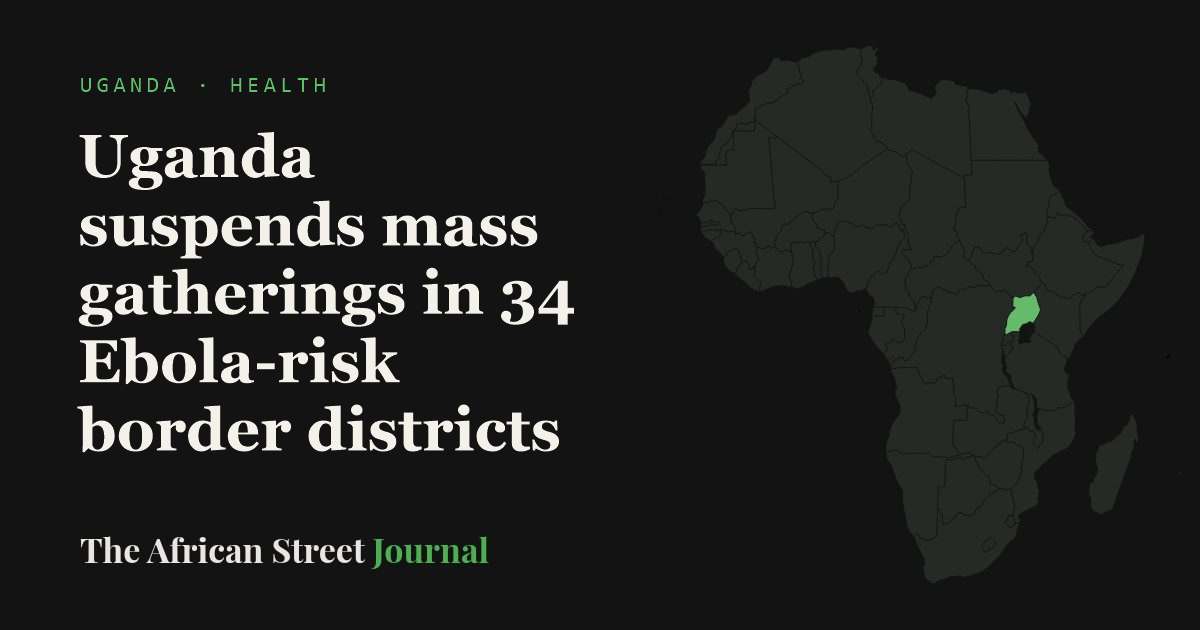 UGANDA · HEALTH
Uganda
suspends mass
gatherings in 34
Ebola-risk
border districts
The African Street Journal